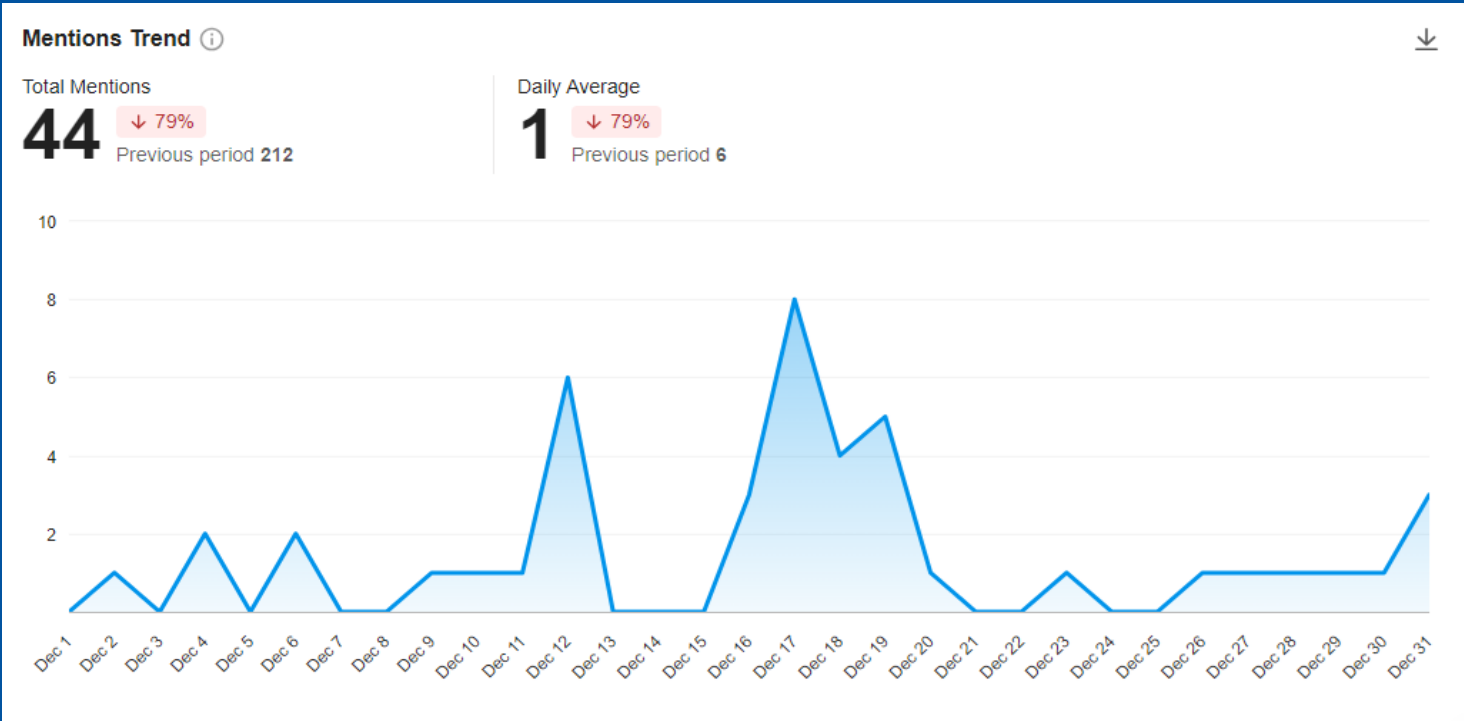 Mentions Trend
Total Mentions
44 ↓ 79%
Previous period 212
Daily Average
1 ↓ 79%
Previous period 6
10
8
6
4
2
Dec 1 Dec 2 Dec 3 Dec 4 Dec 5 Dec 6 Dec 7 Dec 8 Dec 9 Dec 10 Dec 11 Dec 12 Dec 13 Dec 14 Dec 15 Dec 16 Dec 17 Dec 18 Dec 19 Dec 20 Dec 21 Dec 22 Dec 23 Dec 24 Dec 25 Dec 26 Dec 27 Dec 28 Dec 29 Dec 30 Dec 31